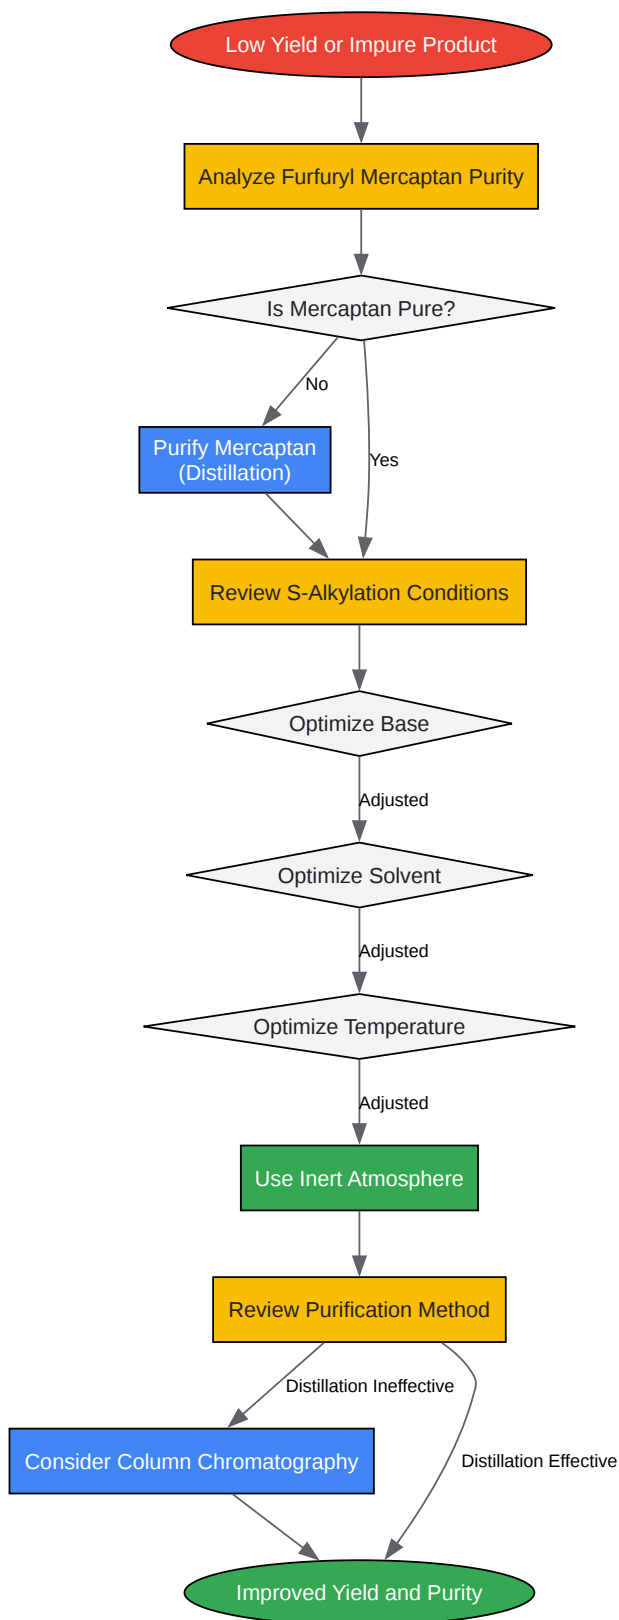 Low Yield or Impure Product
Analyze Furfuryl Mercaptan Purity
Is Mercaptan Pure?
No
Purify Mercaptan
(Distillation)
Yes
Review S-Alkylation Conditions
Optimize Base
Adjusted
Optimize Solvent
Adjusted
Optimize Temperature
Adjusted
Use Inert Atmosphere
Review Purification Method
Distillation Ineffective
Consider Column Chromatography
Distillation Effective
Improved Yield and Purity